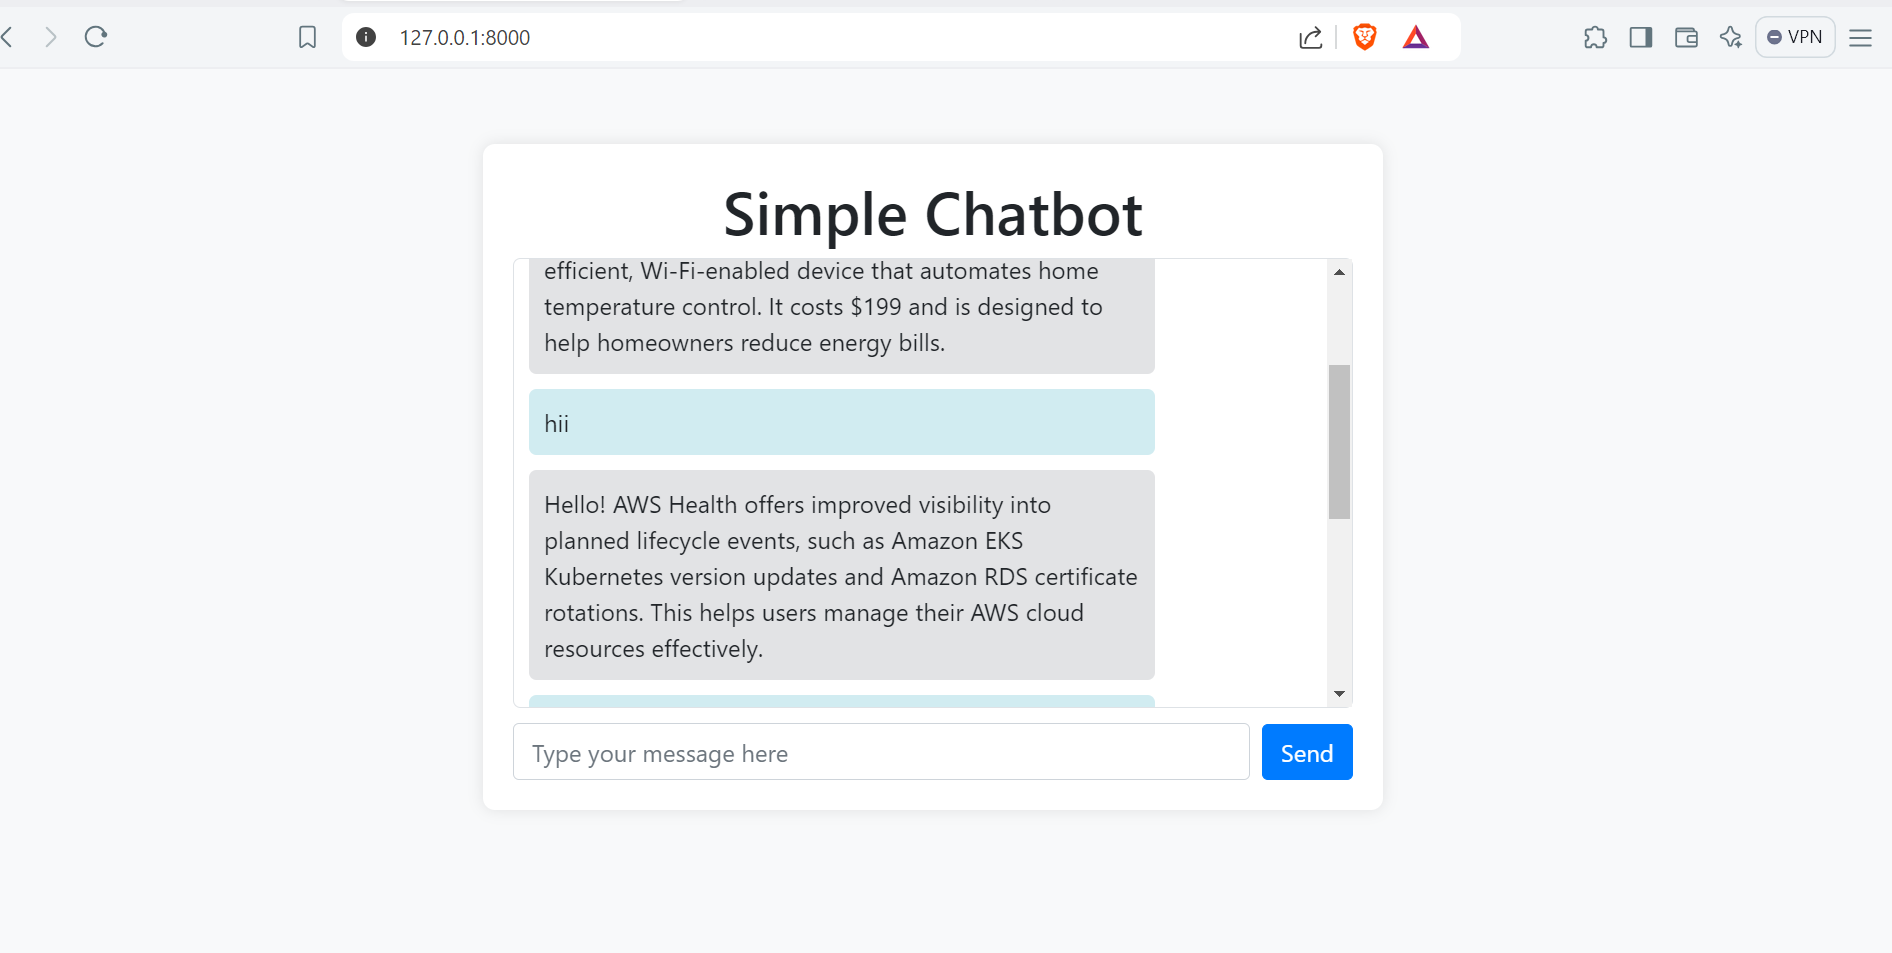 127.0.0.1:8000
VPN
Simple Chatbot
efficient, Wi-Fi-enabled device that automates home
temperature control. It costs $199 and is designed to
help homeowners reduce energy bills.
hii
Hello! AWS Health offers improved visibility into
planned lifecycle events, such as Amazon EKS
Kubernetes version updates and Amazon RDS certificate
rotations. This helps users manage their AWS cloud
resources effectively.
Type your message here
Send